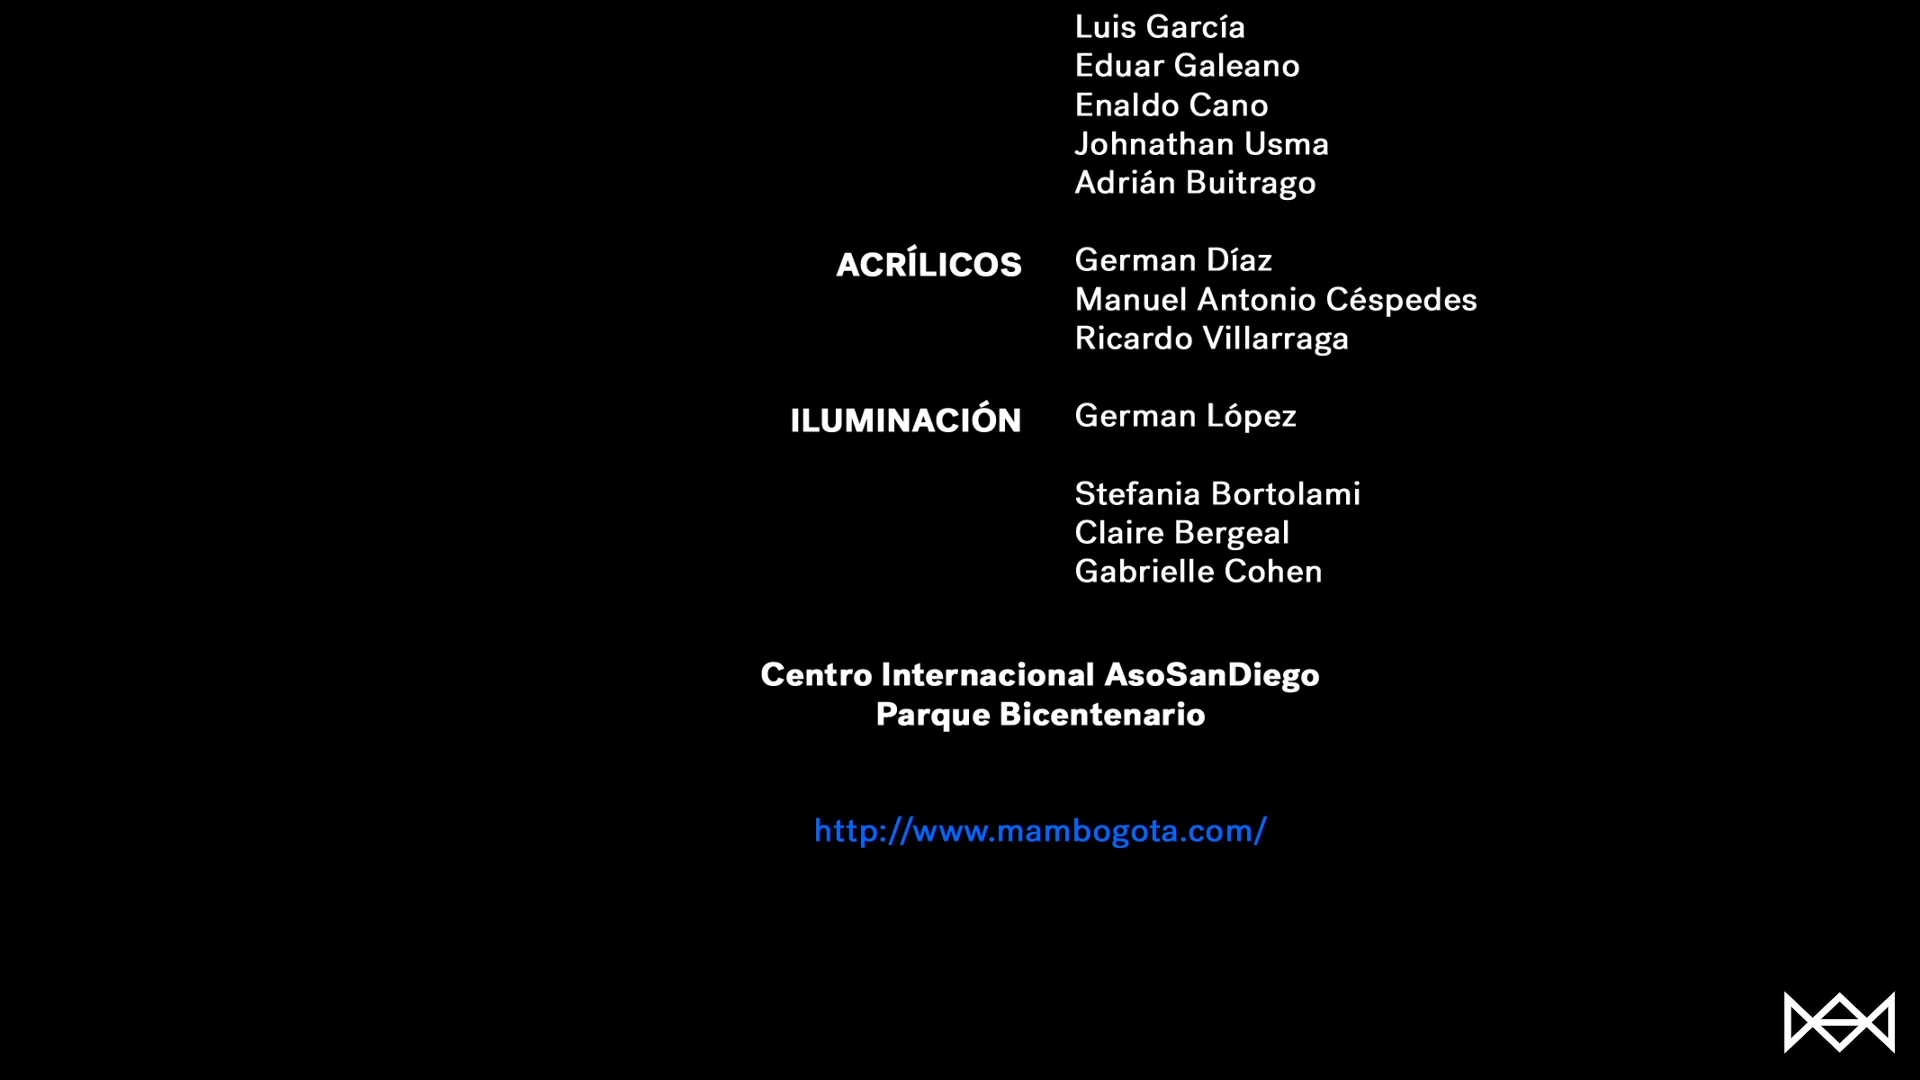 Luis García
Eduar Galeano
Enaldo Cano
Johnathan Usma
Adrián Buitrago
ACRÍLICOS German Díaz
Manuel Antonio Céspedes
Ricardo Villarraga
ILUMINACIÓN German López
Stefania Bortolami
Claire Bergeal
Gabrielle Cohen
Centro Internacional AsoSanDiego
Parque Bicentenario
http://www.mambogota.com/